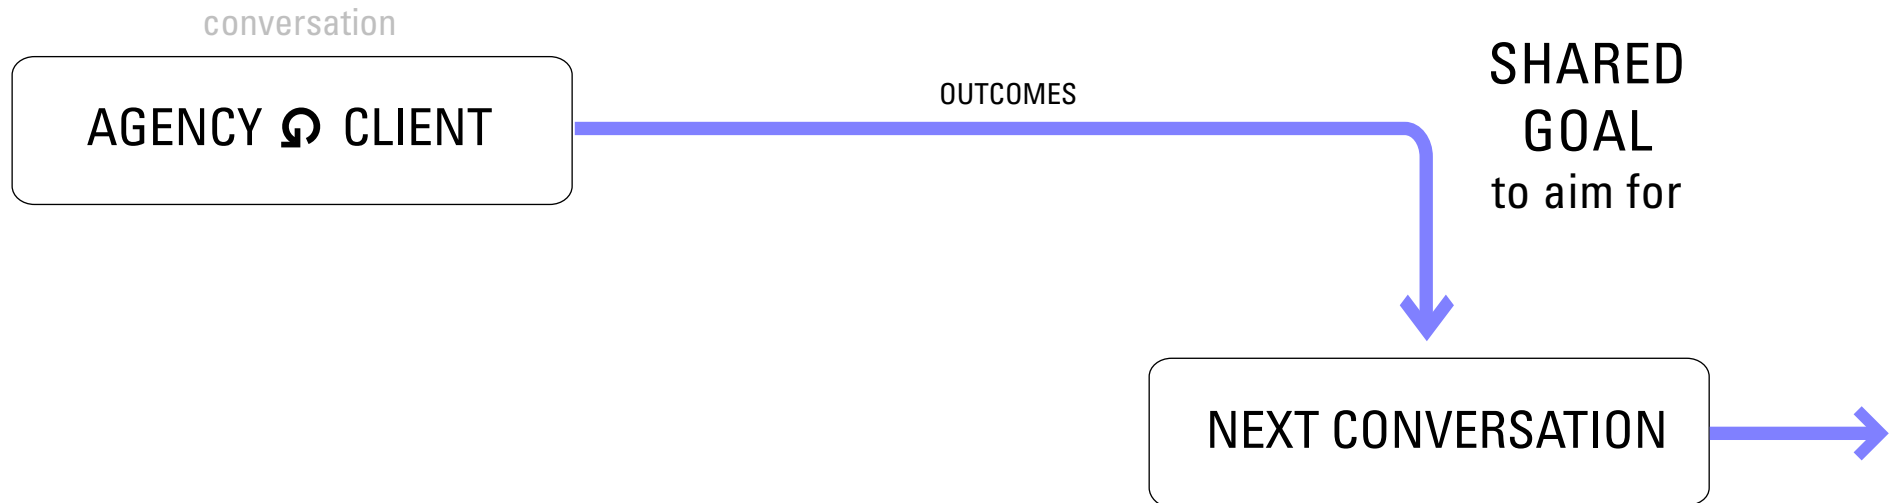 conversation
AGENCY CLIENT
OUTCOMES
SHARED
GOAL
to aim for
NEXT CONVERSATION